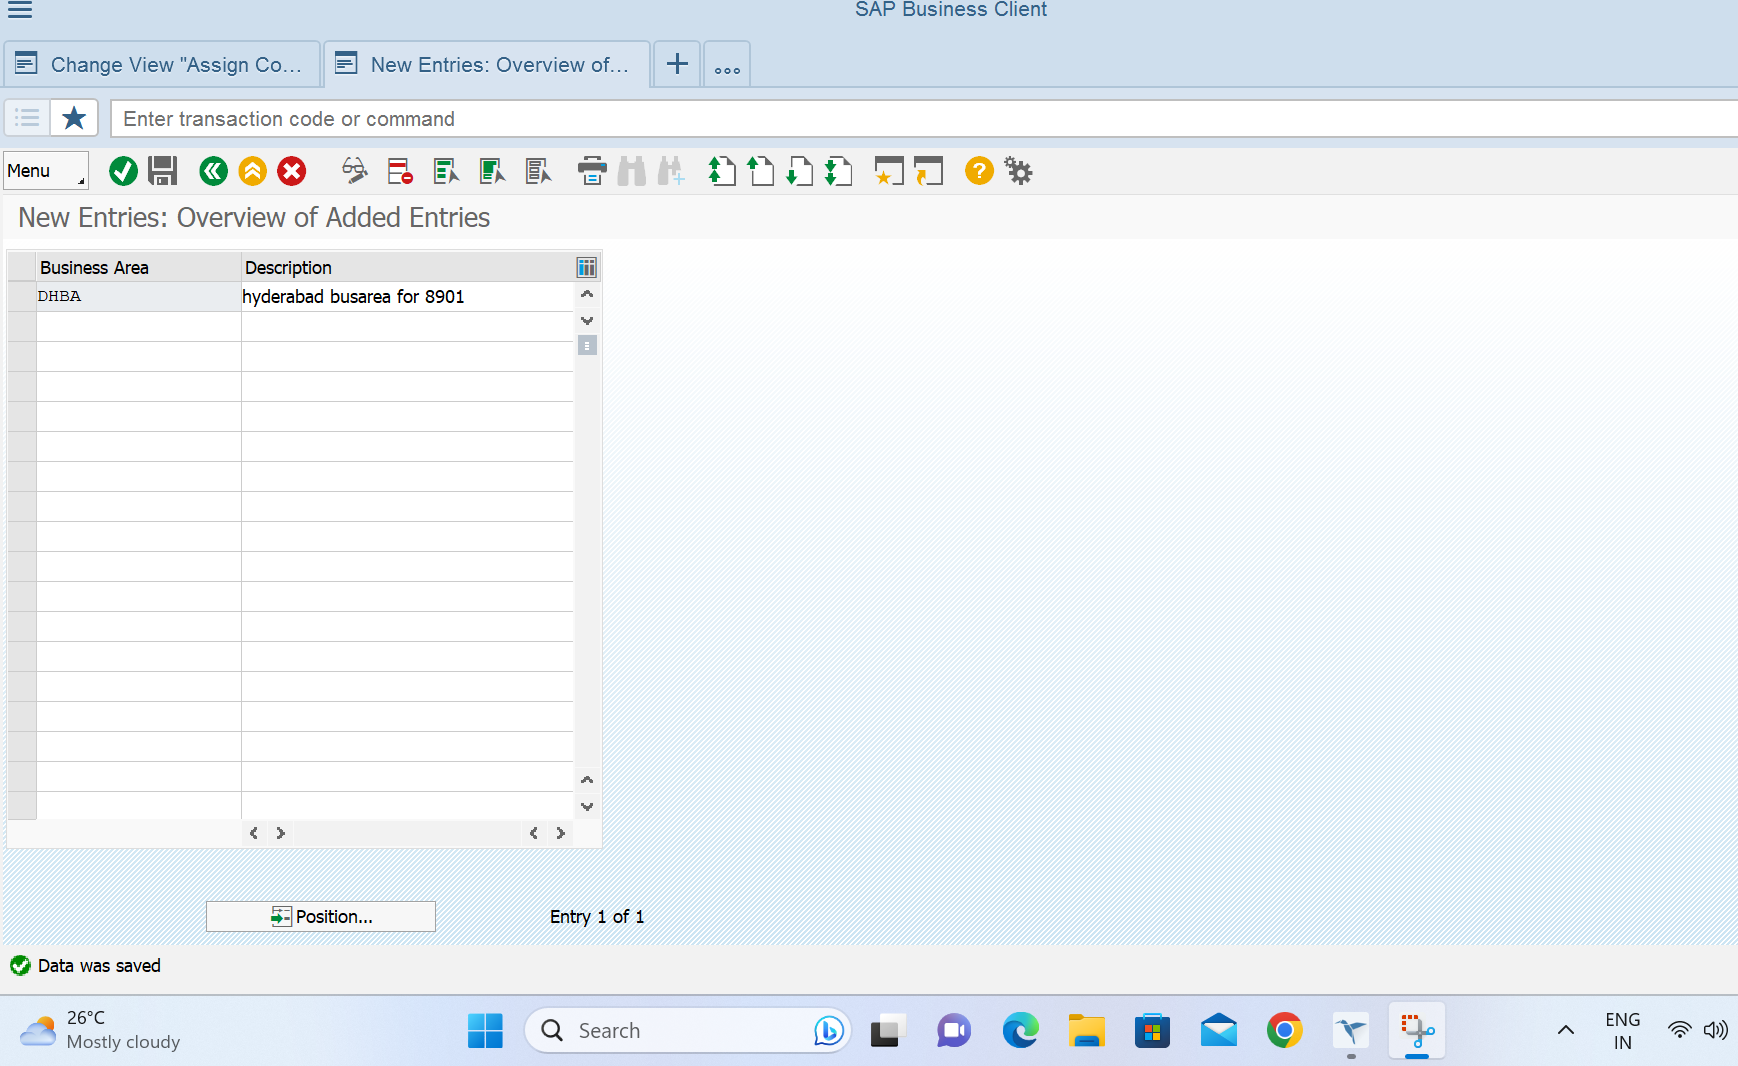 SAP Business Client
Change View "Assign Co...
New Entries: Overview of...
Enter transaction code or command
Menu
New Entries: Overview of Added Entries
Business Area Description
DHBA hyderabad busarea for 8901
Position... Entry 1 of 1
Data was saved
26°C
Mostly cloudy
Search
ENG
IN